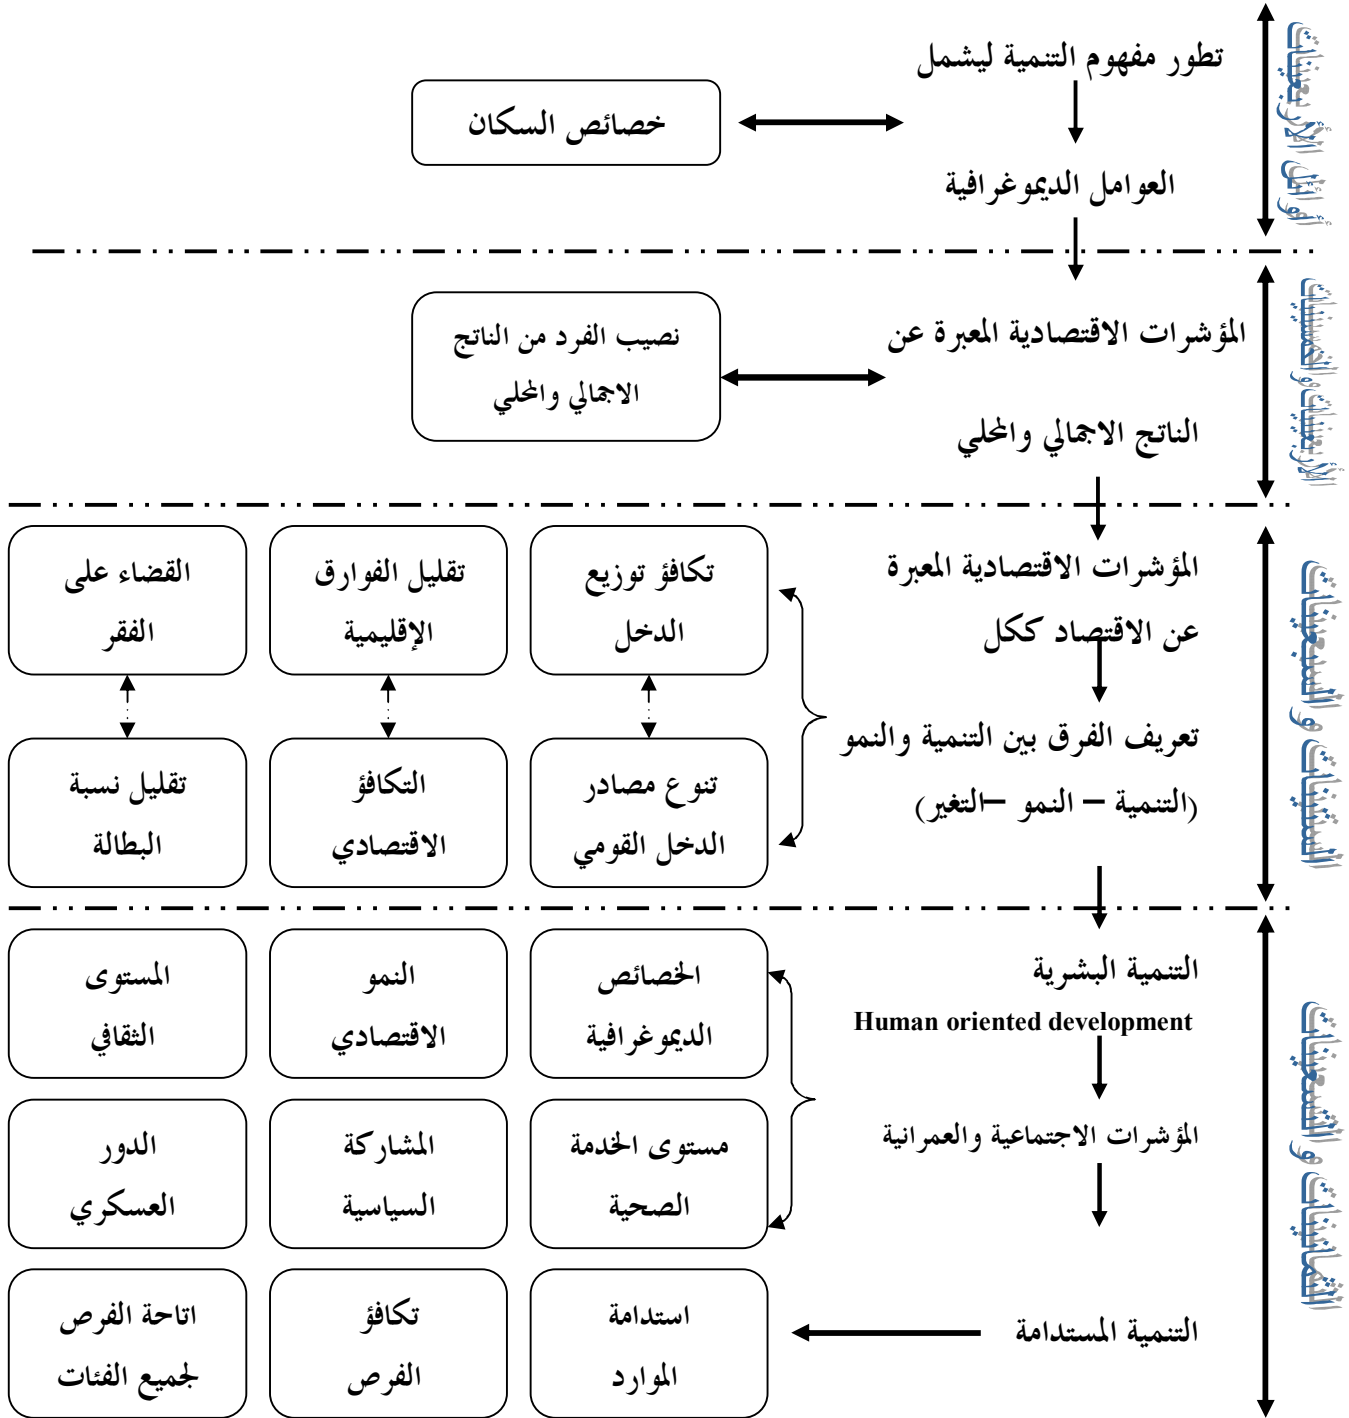 أوائل الأربعينات
تطور مفهوم التنمية ليشمل
العوامل الديموغرافية
خصائص السكان
الأربعينات والخمسينات
المؤشرات الاقتصادية المعبرة عن
الناتج الاجمالي والمحلي
نصيب الفرد من الناتج
الاجمالي والمحلي
الستينات و السبعينات
المؤشرات الاقتصادية المعبرة
عن الاقتصاد ككل
تعريف الفرق بين التنمية والنمو
(التنمية – النمو –التغير)
تكافؤ توزيع
الدخل
تقليل الفوارق
الإقليمية
القضاء على
الفقر
تنوع مصادر
الدخل القومي
التكافؤ
الاقتصادي
تقليل نسبة
البطالة
الثمانينات والتسعينات
التنمية البشرية
Human oriented development
المؤشرات الاجتماعية والعمرانية
التنمية المستدامة
الخصائص
الديموغرافية
النمو
الاقتصادي
المستوى
الثقافي
مستوى الخدمة
الصحية
المشاركة
السياسية
الدور
العسكري
استدامة
الموارد
تكافؤ
الفرص
اتاحة الفرص
لجميع الفئات